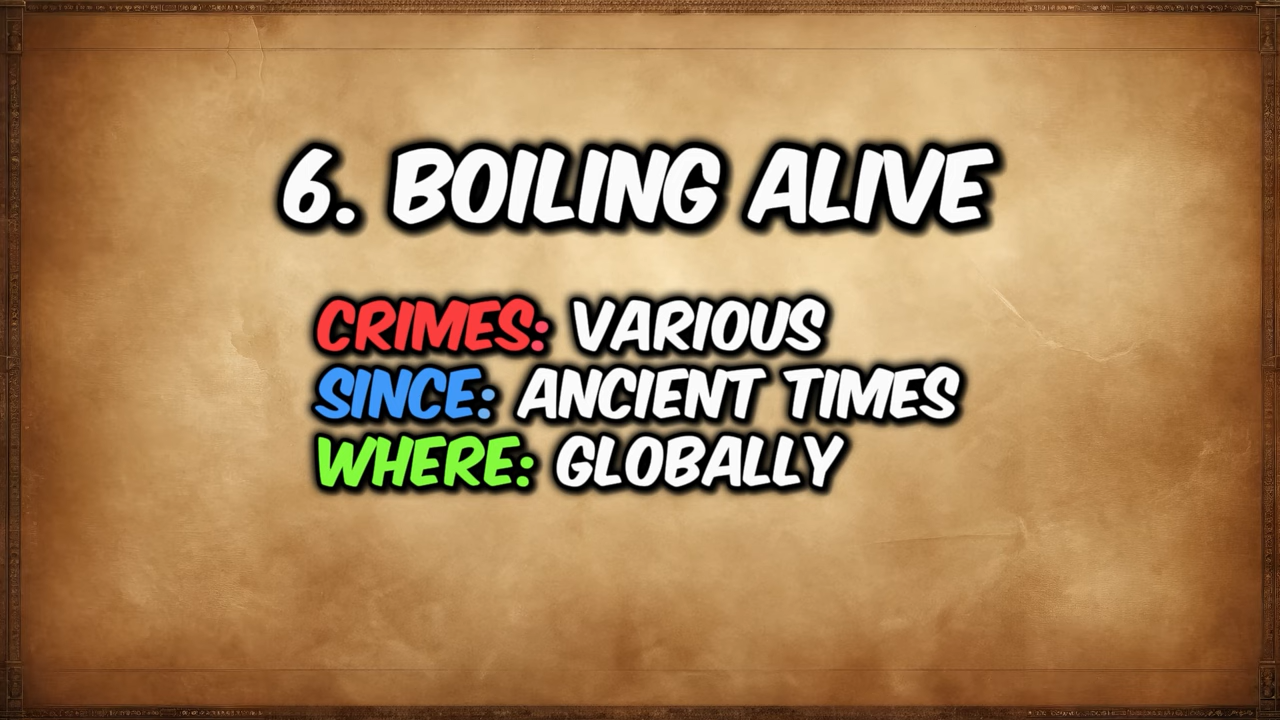 6. BOILING ALIVE
CRIMES: VARIOUS
SINCE: ANCIENT TIMES
WHERE: GLOBALLY